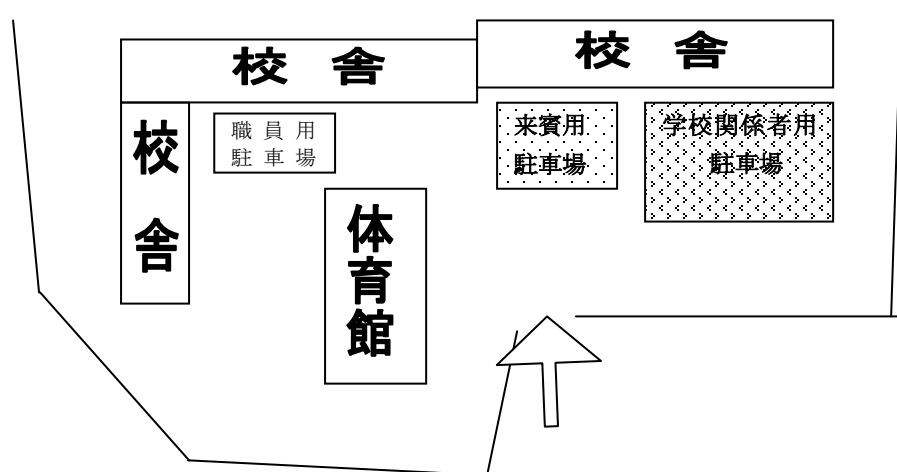 校　舎
校　舎
校舎
職員用
駐車場
来賓用
駐車場
学校関係者用
駐車場
体育館